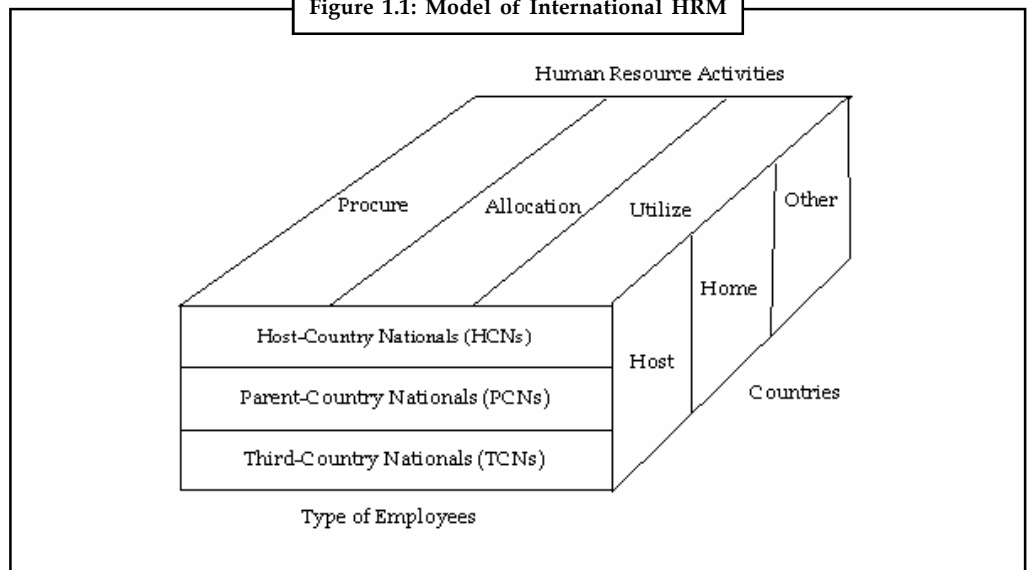 Figure 1.1: Model of International HRM
Human Resource Activities
Procure
Allocation
Utilize
Other
Home
Host
Host-Country Nationals (HCNs)
Parent-Country Nationals (PCNs)
Third-Country Nationals (TCNs)
Countries
Type of Employees